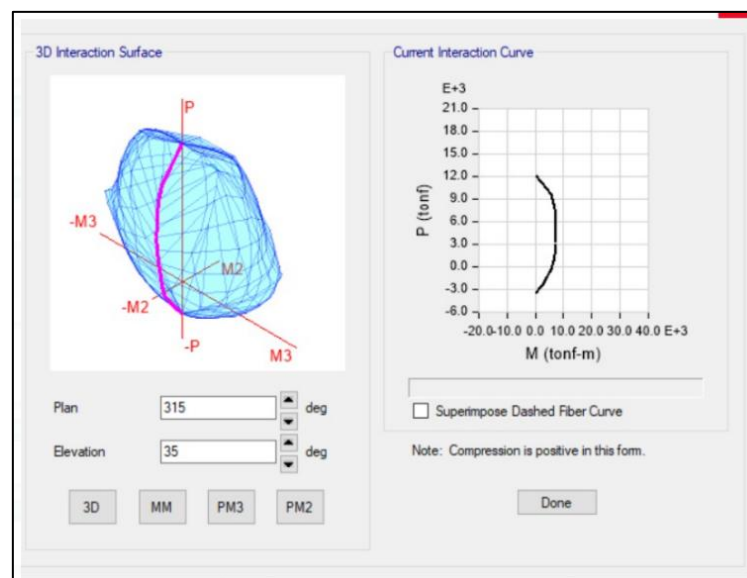 3D Interaction Surface
P
-M3
M2
-M2
-P
M3
Plan 315 deg
Elevation 35 deg
3D MM PM3 PM2
Current Interaction Curve
E+3
21.0
18.0
15.0
12.0
9.0
6.0
3.0
0.0
-3.0
-6.0
P (tonf)
-20.0-10.0 0.0 10.0 20.0 30.0 40.0 E+3
M (tonf-m)
Superimpose Dashed Fiber Curve
Note: Compression is positive in this form.
Done